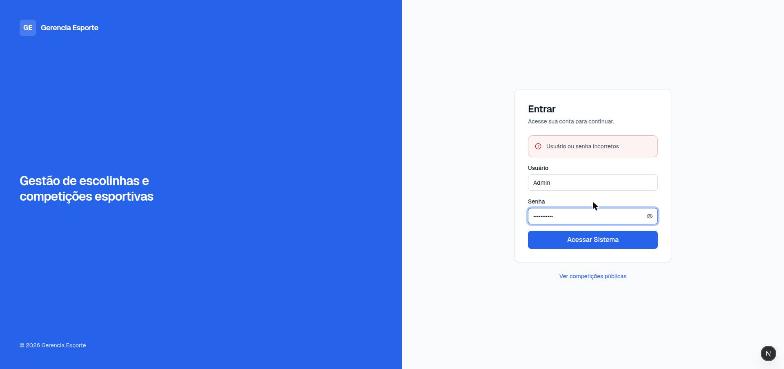 GE Gerencia Esporte
Gestão de escolinhas e
competições esportivas
© 2026 Gerencia Esporte
Entrar
Acesse sua conta para continuar.
Usuário ou senha incorretos
Usuário
Admin
Senha
Acessar Sistema
Ver competições públicas
N